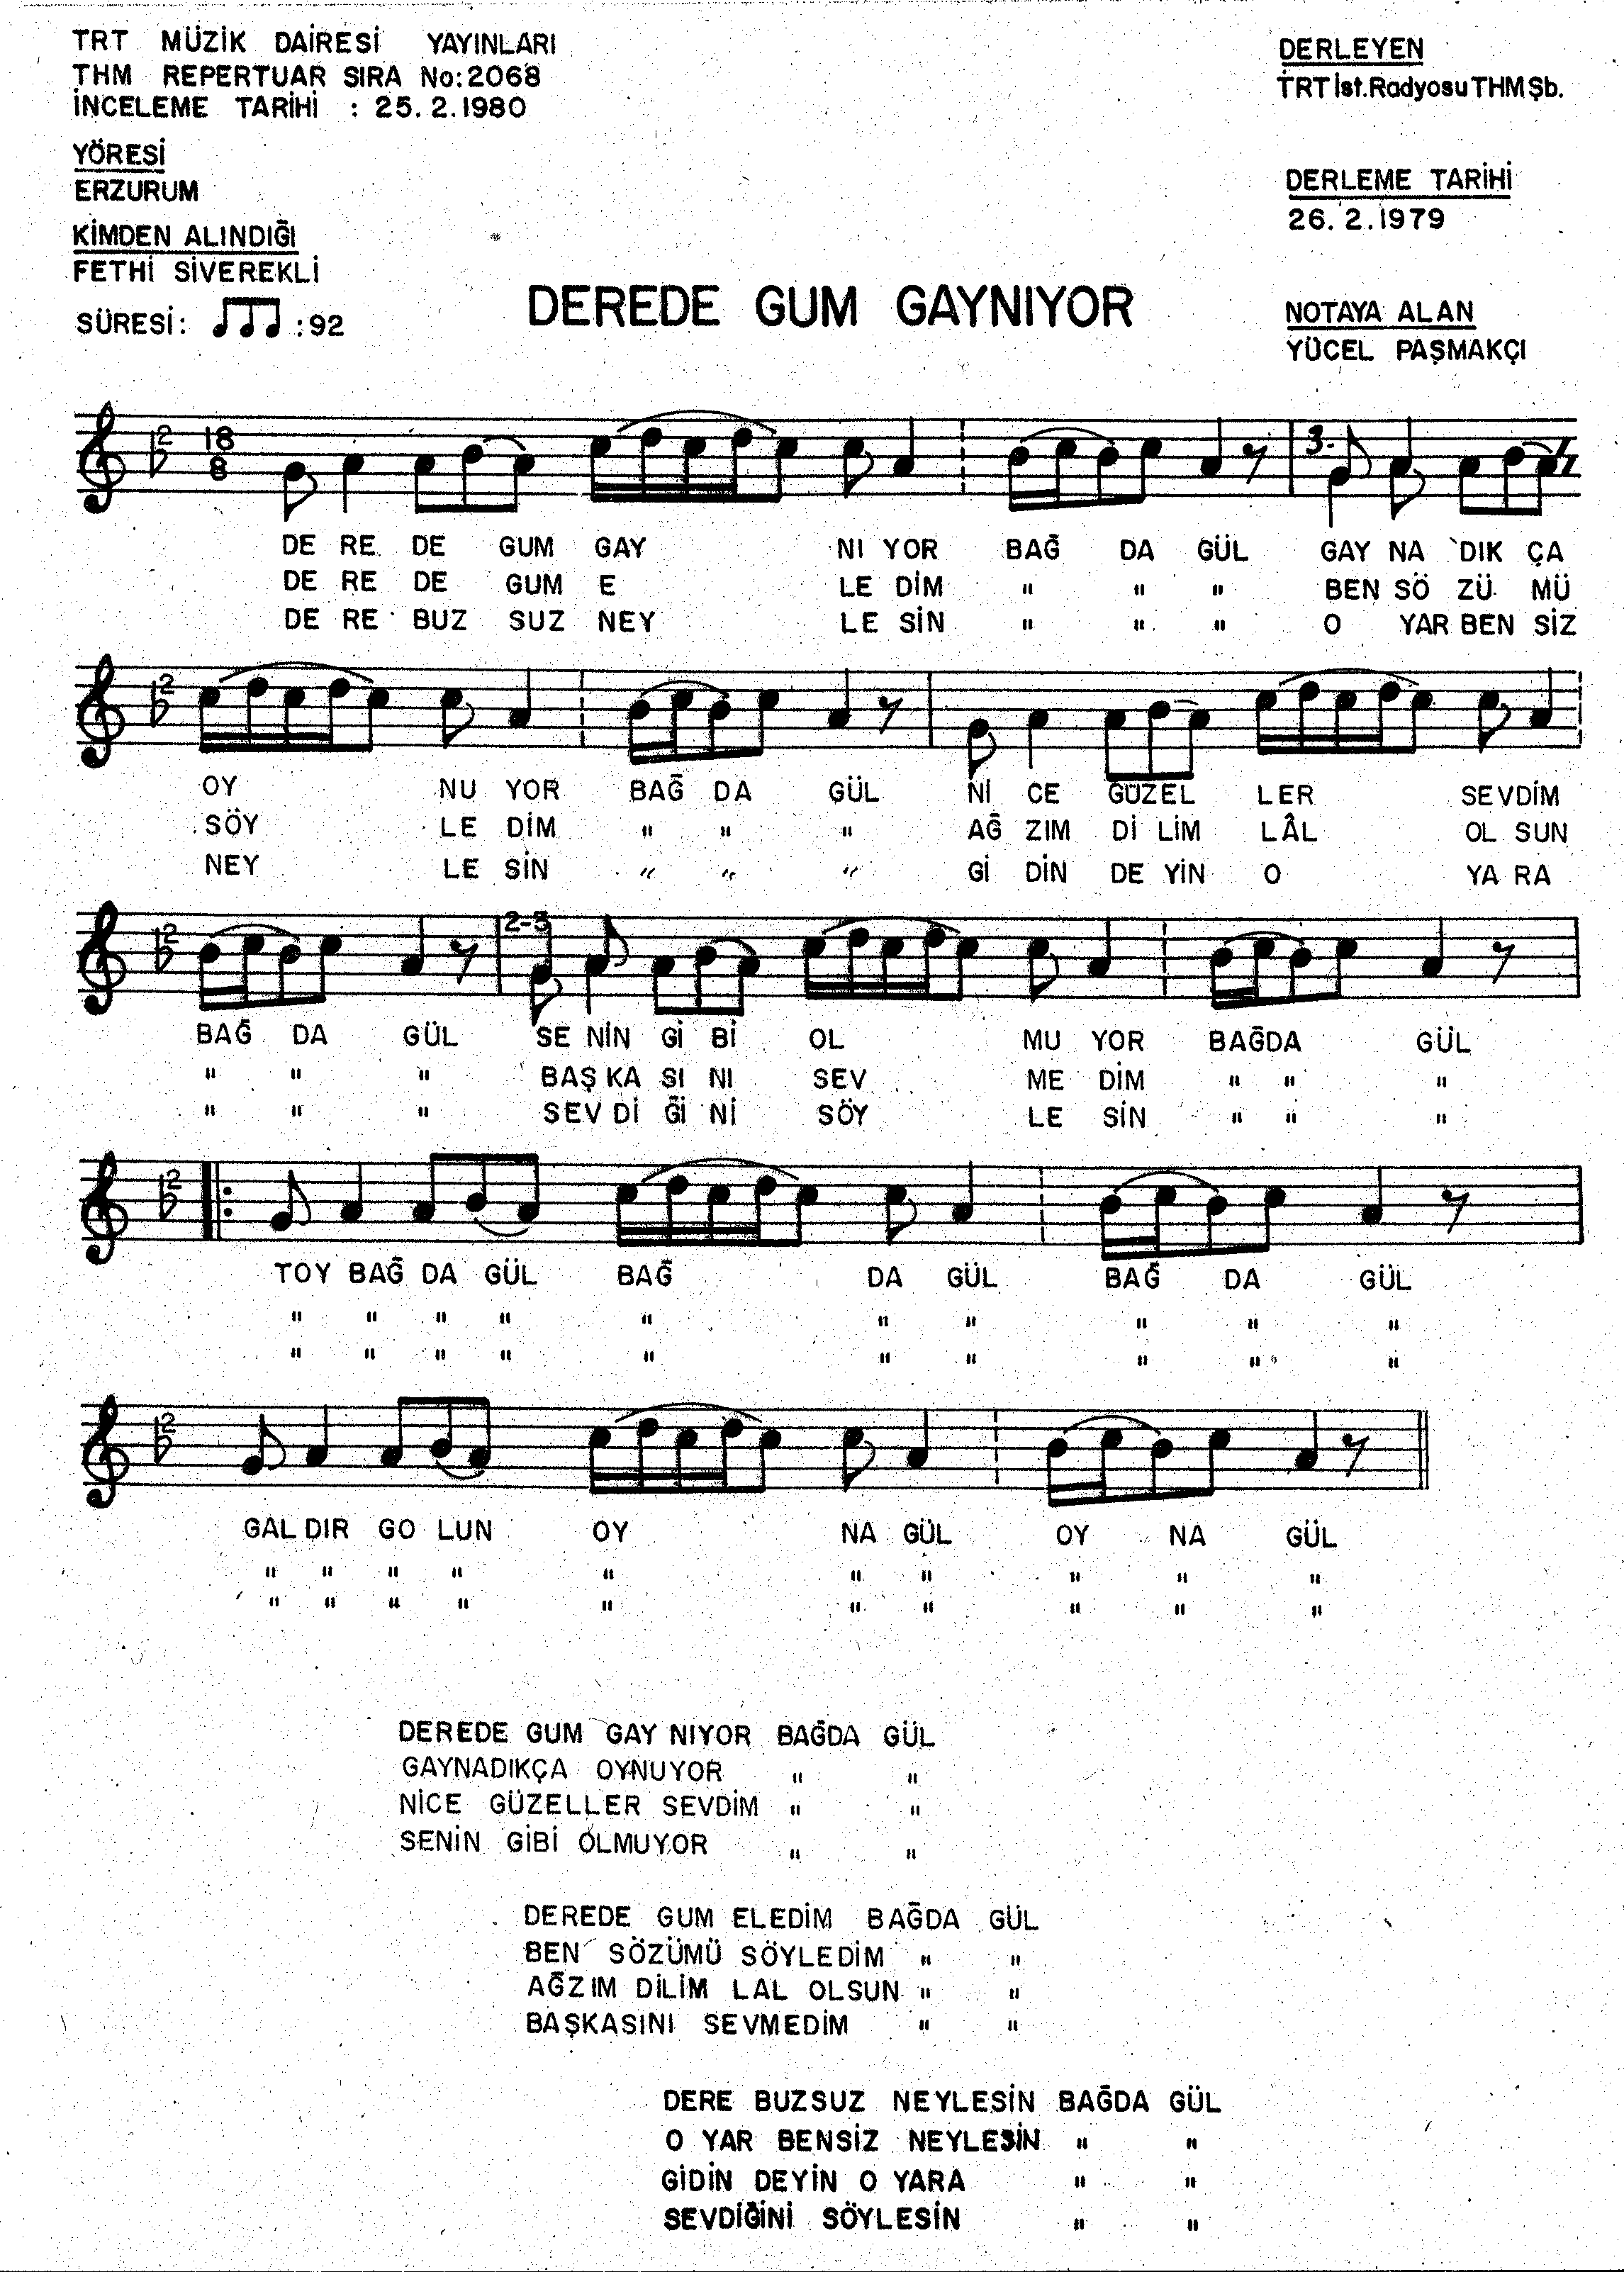 TRT MÜZİK DAİRESİ YAYINLARI
THM REPERTUAR SIRA No:2068
İNCELEME TARİHİ : 25.2.1980
DERLEYEN
TRT İst.Radyosu THM Şb.
YÖRESİ
ERZURUM
DERLEME TARİHİ
26.2.1979
KİMDEN ALINDIĞI
FETHİ SİVEREKLİ
SÜRESİ: :92
DEREDE GUM GAYNIYOR
NOTAYA ALAN
YÜCEL PAŞMAKÇI
2 18 8 3.
DE RE DE GUM GAY NI YOR BAĞ DA GÜL GAY NA DIK ÇA
DE RE DE GUM E LE DİM " " " BEN SÖ ZÜ MÜ
DE RE BUZ SUZ NEY LE SİN " " " O YAR BEN SİZ
2
OY NU YOR BAĞ DA GÜL Nİ CE GÜZEL LER SEVDİM
SÖY LE DİM " " " AĞ ZIM Dİ LİM LÂL OL SUN
NEY LE SİN " " " Gİ DİN DE YİN O YA RA
2 2-3
BAĞ DA GÜL SE NİN Gİ Bİ OL MU YOR BAĞDA GÜL
" " " BAŞ KA SI NI SEV ME DİM " " "
" " " SEV Dİ Ğİ Nİ SÖY LE SİN " " "
2
TOY BAĞ DA GÜL BAĞ DA GÜL BAĞ DA GÜL
" " " " " " " " " "
" " " " " " " " " "
2
GAL DIR GO LUN OY NA GÜL OY NA GÜL
" " " " " " " " " "
" " " " " " " " " "
DEREDE GUM GAY NIYOR BAĞDA GÜL
GAYNADIKÇA OYNUYOR " "
NİCE GÜZELLER SEVDİM " "
SENİN GİBİ OLMUYOR " "
DEREDE GUM ELEDİM BAĞDA GÜL
BEN SÖZÜMÜ SÖYLEDİM " "
AĞZIM DİLİM LAL OLSUN " "
BAŞKASINI SEVMEDİM " "
DERE BUZSUZ NEYLESİN BAĞDA GÜL
O YAR BENSİZ NEYLESİN " "
GİDİN DEYİN O YARA " "
SEVDİĞİNİ SÖYLESİN " "